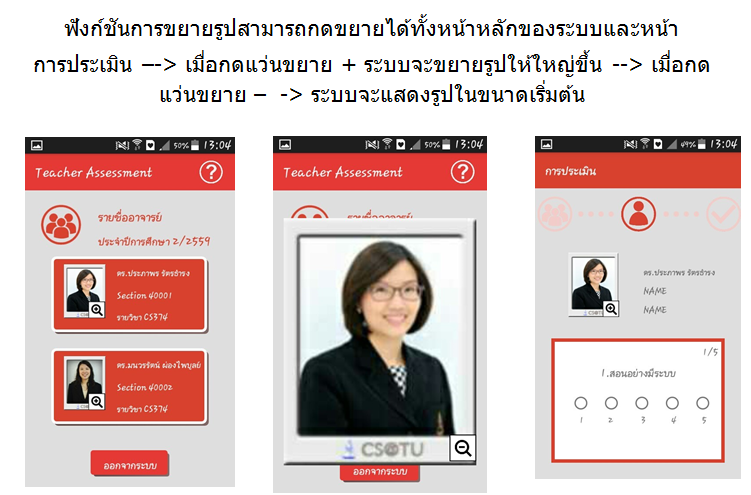 ฟังก์ชันการขยายรูปสามารถกดขยายได้ทั้งหน้าหลักของระบบและหน้า
การประเมิน –-> เมื่อกดแว่นขยาย + ระบบจะขยายรูปให้ใหญ่ขึ้น --> เมื่อกด
แว่นขยาย – -> ระบบจะแสดงรูปในขนาดเริ่มต้น
50% 13:04
Teacher Assessment ?
รายชื่ออาจารย์
ประจำปีการศึกษา 2/2559
ดร.ประภาพร รัตธำรง
Section 40001
รายวิชา CS374
ดร.มนวรรัตน์ ผ่องไพบูลย์
Section 40002
รายวิชา CS374
ออกจากระบบ
50% 13:04
Teacher Assessment ?
รายชื่ออาจารย์
CS@TU
ออกจากระบบ
49% 13:04
การประเมิน
ดร.ประภาพร รัตธำรง
NAME
NAME
CS@TU
1/5
1.สอนอย่างมีระบบ
1 2 3 4 5